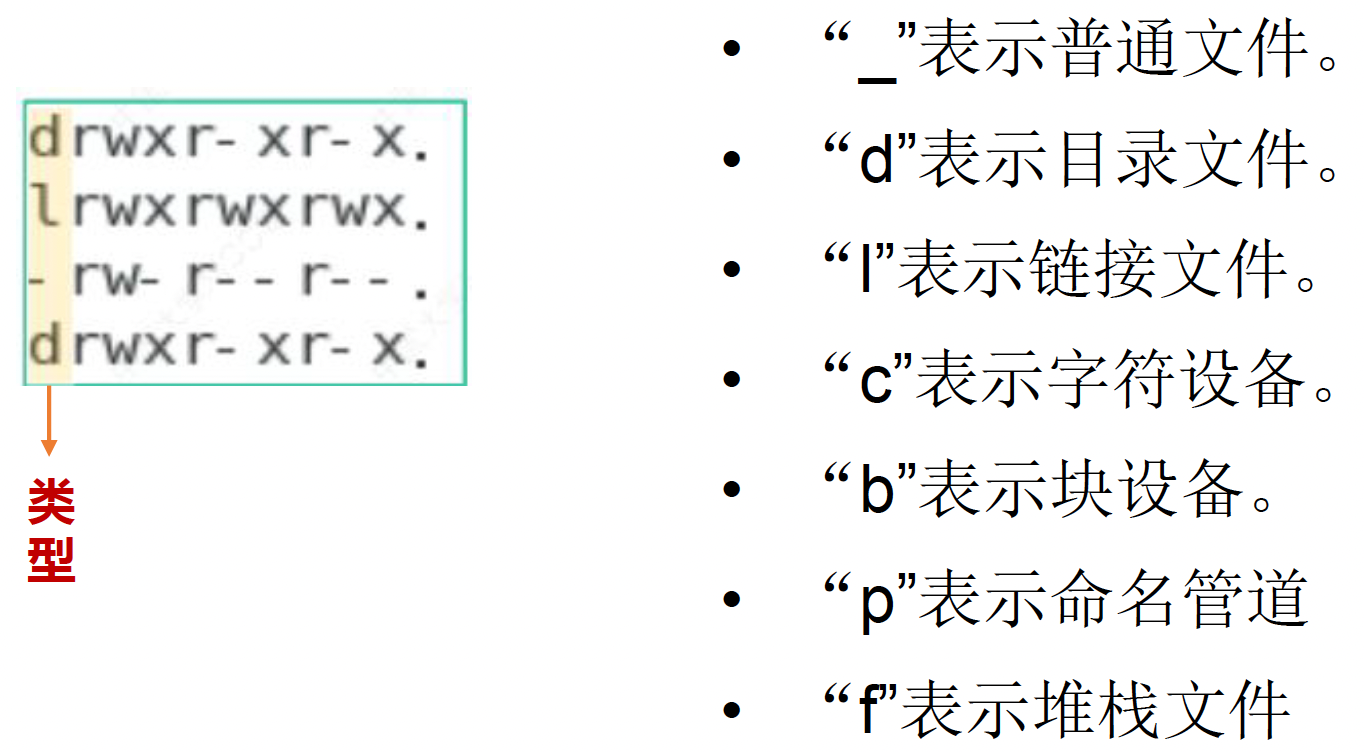 drwxr-xr-x.
lrwxrwxrwx.
-rw-r--r--.
drwxr-xr-x.
类
型
• “_”表示普通文件。
• “d”表示目录文件。
• “l”表示链接文件。
• “c”表示字符设备。
• “b”表示块设备。
• “p”表示命名管道
• “f”表示堆栈文件